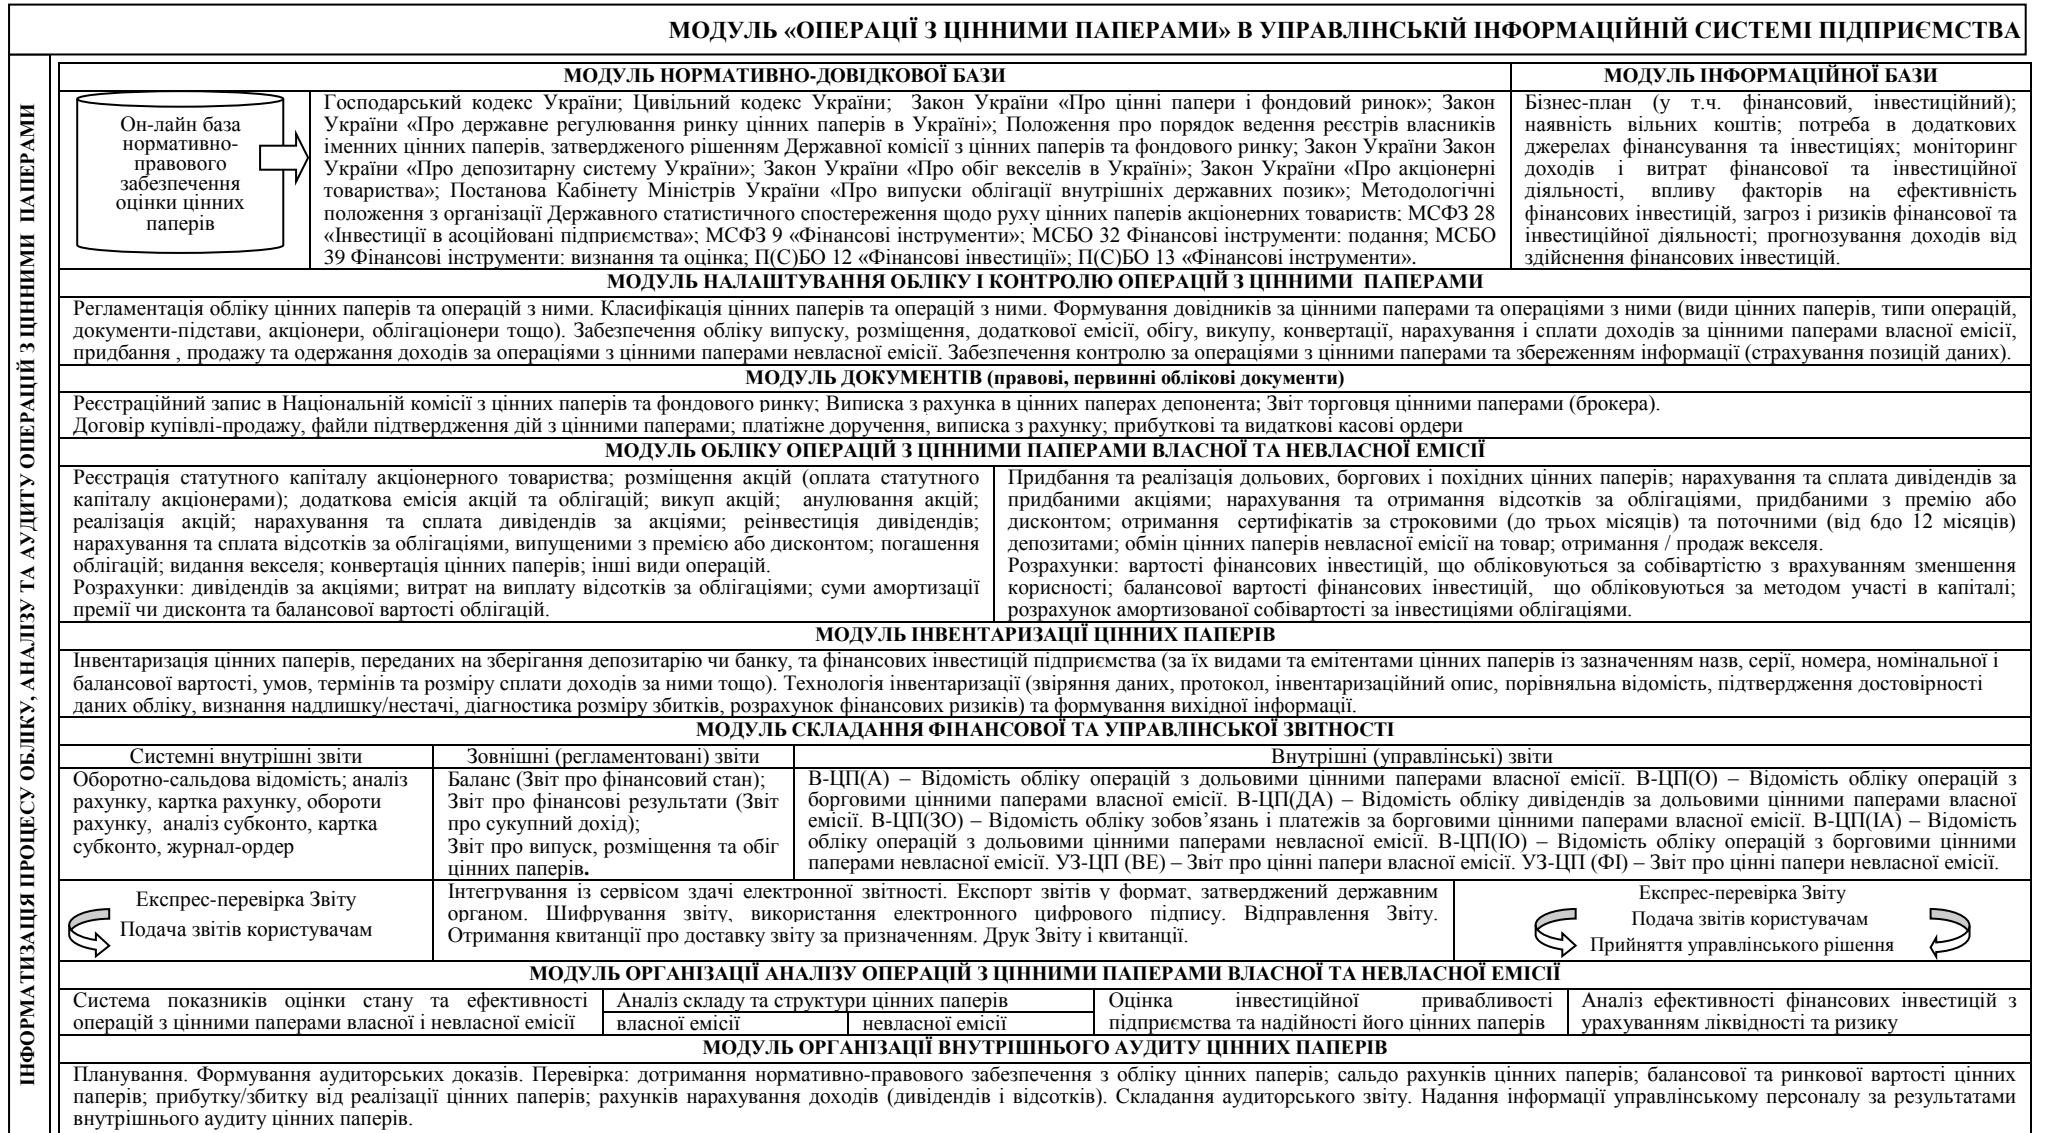 МОДУЛЬ «ОПЕРАЦІЇ З ЦІННИМИ ПАПЕРАМИ» В УПРАВЛІНСЬКІЙ ІНФОРМАЦІЙНІЙ СИСТЕМІ ПІДПРИЄМСТВА
ІНФОРМАТИЗАЦІЯ ПРОЦЕСУ ОБЛІКУ, АНАЛІЗУ ТА АУДИТУ ОПЕРАЦІЙ З ЦІННИМИ ПАПЕРАМИ
МОДУЛЬ НОРМАТИВНО-ДОВІДКОВОЇ БАЗИ
Он-лайн база
нормативно-
правового
забезпечення
оцінки цінних
паперів
Господарський кодекс України; Цивільний кодекс України; Закон України «Про цінні папери і фондовий ринок»; Закон
України «Про державне регулювання ринку цінних паперів в Україні»; Положення про порядок ведення реєстрів власників
іменних цінних паперів, затвердженого рішенням Державної комісії з цінних паперів та фондового ринку; Закон України Закон
України «Про депозитарну систему України»; Закон України «Про обіг векселів в Україні»; Закон України «Про акціонерні
товариства»; Постанова Кабінету Міністрів України «Про випуски облігації внутрішніх державних позик»; Методологічні
положення з організації Державного статистичного спостереження щодо руху цінних паперів акціонерних товариств; МСФЗ 28
«Інвестиції в асоційовані підприємства»; МСФЗ 9 «Фінансові інструменти»; МСБО 32 Фінансові інструменти: подання; МСБО
39 Фінансові інструменти: визнання та оцінка; П(С)БО 12 «Фінансові інвестиції»; П(С)БО 13 «Фінансові інструменти».
МОДУЛЬ ІНФОРМАЦІЙНОЇ БАЗИ
Бізнес-план (у т.ч. фінансовий, інвестиційний);
наявність вільних коштів; потреба в додаткових
джерелах фінансування та інвестиціях; моніторинг
доходів і витрат фінансової та інвестиційної
діяльності, впливу факторів на ефективність
фінансових інвестицій, загроз і ризиків фінансової та
інвестиційної діяльності; прогнозування доходів від
здійснення фінансових інвестицій.
МОДУЛЬ НАЛАШТУВАННЯ ОБЛІКУ І КОНТРОЛЮ ОПЕРАЦІЙ З ЦІННИМИ ПАПЕРАМИ
Регламентація обліку цінних паперів та операцій з ними. Класифікація цінних паперів та операцій з ними. Формування довідників за цінними паперами та операціями з ними (види цінних паперів, типи операцій,
документи-підстави, акціонери, облігаціонери тощо). Забезпечення обліку випуску, розміщення, додаткової емісії, обігу, викупу, конвертації, нарахування і сплати доходів за цінними паперами власної емісії,
придбання , продажу та одержання доходів за операціями з цінними паперами невласної емісії. Забезпечення контролю за операціями з цінними паперами та збереженням інформації (страхування позицій даних).
МОДУЛЬ ДОКУМЕНТІВ (правові, первинні облікові документи)
Реєстраційний запис в Національній комісії з цінних паперів та фондового ринку; Виписка з рахунка в цінних паперах депонента; Звіт торговця цінними паперами (брокера).
Договір купівлі-продажу, файли підтвердження дій з цінними паперами; платіжне доручення, виписка з рахунку; прибуткові та видаткові касові ордери
МОДУЛЬ ОБЛІКУ ОПЕРАЦІЙ З ЦІННИМИ ПАПЕРАМИ ВЛАСНОЇ ТА НЕВЛАСНОЇ ЕМІСІЇ
Реєстрація статутного капіталу акціонерного товариства; розміщення акцій (оплата статутного
капіталу акціонерами); додаткова емісія акцій та облігацій; викуп акцій; анулювання акцій;
реалізація акцій; нарахування та сплата дивідендів за акціями; реінвестиція дивідендів;
нарахування та сплата відсотків за облігаціями, випущеними з премією або дисконтом; погашення
облігацій; видання векселя; конвертація цінних паперів; інші види операцій.
Розрахунки: дивідендів за акціями; витрат на виплату відсотків за облігаціями; суми амортизації
премії чи дисконта та балансової вартості облігацій.
Придбання та реалізація дольових, боргових і похідних цінних паперів; нарахування та сплата дивідендів за
придбаними акціями; нарахування та отримання відсотків за облігаціями, придбаними з премію або
дисконтом; отримання сертифікатів за строковими (до трьох місяців) та поточними (від 6до 12 місяців)
депозитами; обмін цінних паперів невласної емісії на товар; отримання / продаж векселя.
Розрахунки: вартості фінансових інвестицій, що обліковуються за собівартістю з врахуванням зменшення
корисності; балансової вартості фінансових інвестицій, що обліковуються за методом участі в капіталі;
розрахунок амортизованої собівартості за інвестиціями облігаціями.
МОДУЛЬ ІНВЕНТАРИЗАЦІЇ ЦІННИХ ПАПЕРІВ
Інвентаризація цінних паперів, переданих на зберігання депозитарію чи банку, та фінансових інвестицій підприємства (за їх видами та емітентами цінних паперів із зазначенням назв, серії, номера, номінальної і
балансової вартості, умов, термінів та розміру сплати доходів за ними тощо). Технологія інвентаризації (звіряння даних, протокол, інвентаризаційний опис, порівняльна відомість, підтвердження достовірності
даних обліку, визнання надлишку/нестачі, діагностика розміру збитків, розрахунок фінансових ризиків) та формування вихідної інформації.
МОДУЛЬ СКЛАДАННЯ ФІНАНСОВОЇ ТА УПРАВЛІНСЬКОЇ ЗВІТНОСТІ
Системні внутрішні звіти
Оборотно-сальдова відомість; аналіз
рахунку, картка рахунку, обороти
рахунку, аналіз субконто, картка
субконто, журнал-ордер
Зовнішні (регламентовані) звіти
Баланс (Звіт про фінансовий стан);
Звіт про фінансові результати (Звіт
про сукупний дохід);
Звіт про випуск, розміщення та обіг
цінних паперів.
Внутрішні (управлінські) звіти
В-ЦП(А) – Відомість обліку операцій з дольовими цінними паперами власної емісії. В-ЦП(О) – Відомість обліку операцій з
борговими цінними паперами власної емісії. В-ЦП(ДА) – Відомість обліку дивідендів за дольовими цінними паперами власної
емісії. В-ЦП(ЗО) – Відомість обліку зобов’язань і платежів за борговими цінними паперами власної емісії. В-ЦП(ІА) – Відомість
обліку операцій з дольовими цінними паперами невласної емісії. В-ЦП(ІО) – Відомість обліку операцій з борговими цінними
паперами невласної емісії. УЗ-ЦП (ВЕ) – Звіт про цінні папери власної емісії. УЗ-ЦП (ФІ) – Звіт про цінні папери невласної емісії.
Експрес-перевірка Звіту
Подача звітів користувачам
Інтегрування із сервісом здачі електронної звітності. Експорт звітів у формат, затверджений державним
органом. Шифрування звіту, використання електронного цифрового підпису. Відправлення Звіту.
Отримання квитанції про доставку звіту за призначенням. Друк Звіту і квитанції.
Експрес-перевірка Звіту
Подача звітів користувачам
Прийняття управлінського рішення
МОДУЛЬ ОРГАНІЗАЦІЇ АНАЛІЗУ ОПЕРАЦІЙ З ЦІННИМИ ПАПЕРАМИ ВЛАСНОЇ ТА НЕВЛАСНОЇ ЕМІСІЇ
Система показників оцінки стану та ефективності
операцій з цінними паперами власної і невласної емісії
Аналіз складу та структури цінних паперів
власної емісії
невласної емісії
Оцінка інвестиційної привабливості
підприємства та надійності його цінних паперів
Аналіз ефективності фінансових інвестицій з
урахуванням ліквідності та ризику
МОДУЛЬ ОРГАНІЗАЦІЇ ВНУТРІШНЬОГО АУДИТУ ЦІННИХ ПАПЕРІВ
Планування. Формування аудиторських доказів. Перевірка: дотримання нормативно-правового забезпечення з обліку цінних паперів; сальдо рахунків цінних паперів; балансової та ринкової вартості цінних
паперів; прибутку/збитку від реалізації цінних паперів; рахунків нарахування доходів (дивідендів і відсотків). Складання аудиторського звіту. Надання інформації управлінському персоналу за результатами
внутрішнього аудиту цінних паперів.